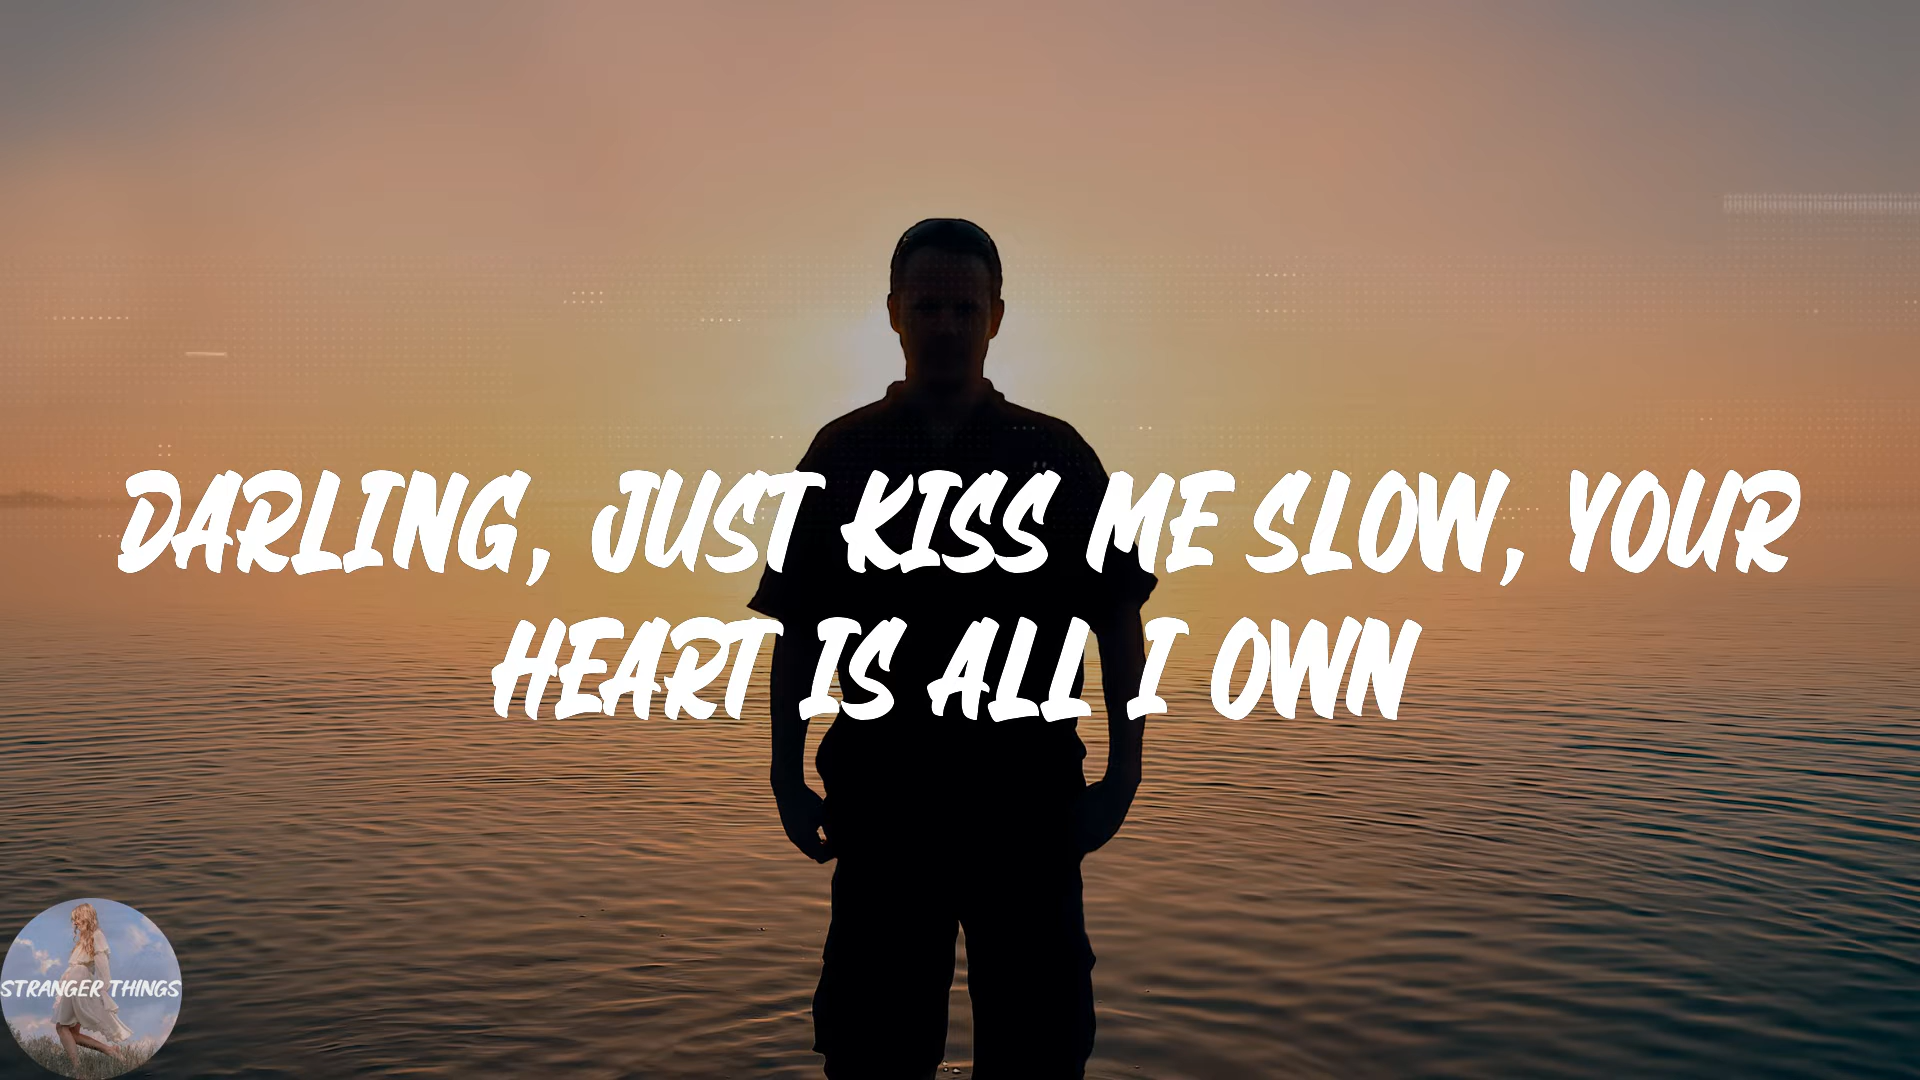 DARLING, JUST KISS ME SLOW, YOUR
HEART IS ALL I OWN
STRANGER THINGS